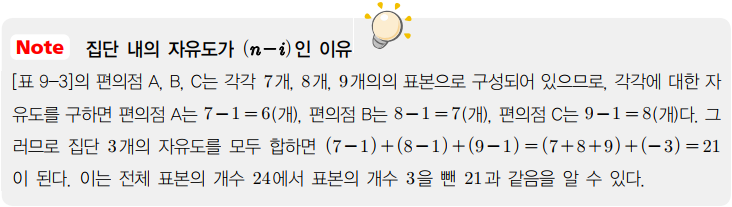 Note 집단 내의 자유도가 (n-i)인 이유
[표 9-3]의 편의점 A, B, C는 각각 7개, 8개, 9개의의 표본으로 구성되어 있으므로, 각각에 대한 자
유도를 구하면 편의점 A는 7-1=6(개), 편의점 B는 8-1=7(개), 편의점 C는 9-1=8(개)다. 그
러므로 집단 3개의 자유도를 모두 합하면 (7-1)+(8-1)+(9-1)=(7+8+9)+(-3)=21
이 된다. 이는 전체 표본의 개수 24에서 표본의 개수 3을 뺀 21과 같음을 알 수 있다.